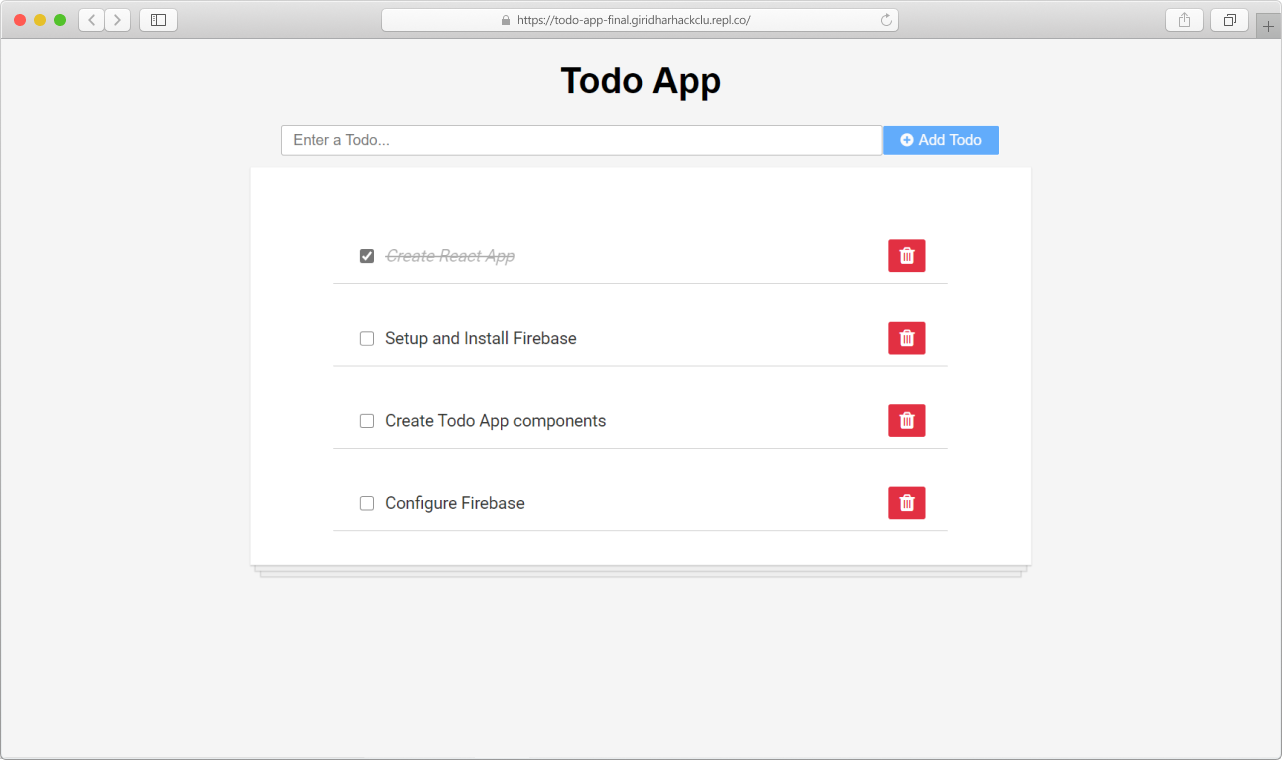 https://todo-app-final.giridharhackclu.repl.co/
Todo App
Enter a Todo...
Add Todo
Create React App
Setup and Install Firebase
Create Todo App components
Configure Firebase